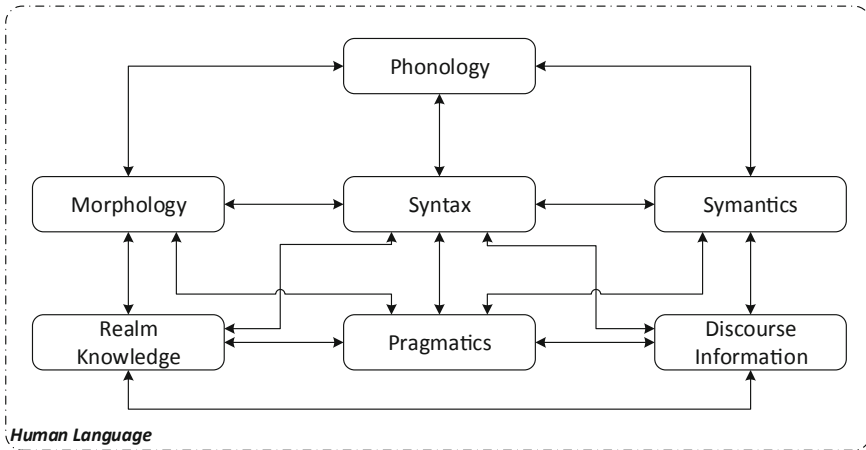 Phonology
Morphology
Syntax
Symantics
Realm
Knowledge
Pragmatics
Discourse
Information
Human Language